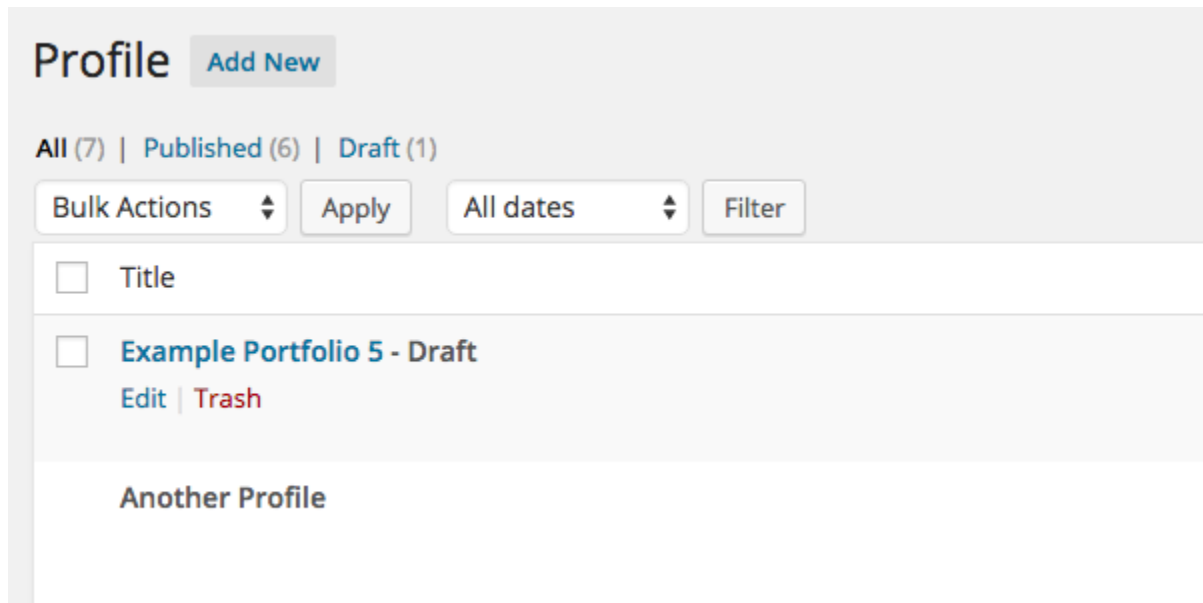 Profile Add New
All (7) | Published (6) | Draft (1)
Bulk Actions Apply All dates Filter
Title
Example Portfolio 5 - Draft
Edit | Trash
Another Profile